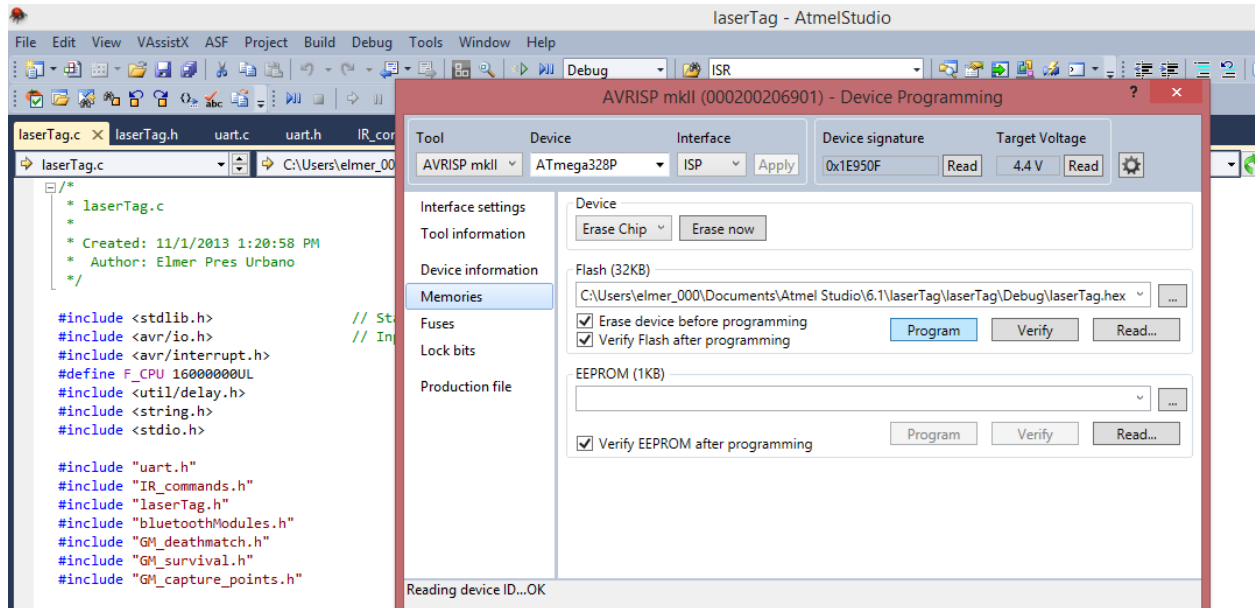 laserTag - AtmelStudio
File Edit View VAssistX ASF Project Build Debug Tools Window Help
Debug ISR
laserTag.c laserTag.h uart.c uart.h
laserTag.c
/*
* laserTag.c
*
* Created: 11/1/2013 1:20:58 PM
* Author: Elmer Pres Urbano
*/
#include <stdlib.h> //
#include <avr/io.h> //
#include <avr/interrupt.h>
#define F_CPU 16000000UL
#include <util/delay.h>
#include <string.h>
#include <stdio.h>
#include "uart.h"
#include "IR_commands.h"
#include "laserTag.h"
#include "bluetoothModules.h"
#include "GM_deathmatch.h"
#include "GM_survival.h"
#include "GM_capture_points.h"
AVRISP mkII (000200206901) - Device Programming ?
Tool Device Interface Device signature Target Voltage
AVRISP mkII ATmega328P ISP Apply 0x1E950F Read 4.4 V Read
Interface settings
Tool information
Device information
Memories
Fuses
Lock bits
Production file
Device
Erase Chip Erase now
Flash (32KB)
C:\Users\elmer_000\Documents\Atmel Studio\6.1\laserTag\laserTag\Debug\laserTag.hex ...
Erase device before programming
Verify Flash after programming
Program Verify Read...
EEPROM (1KB)
...
Verify EEPROM after programming
Program Verify Read...
Reading device ID...OK